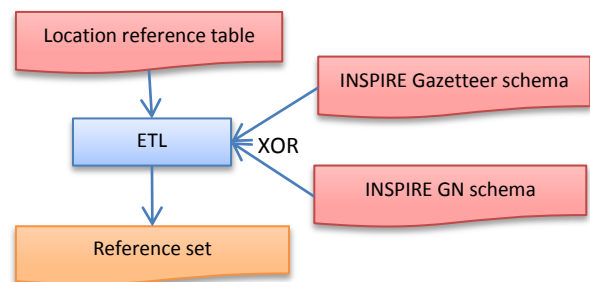 Location reference table
INSPIRE Gazetteer schema
ETL
XOR
INSPIRE GN schema
Reference set